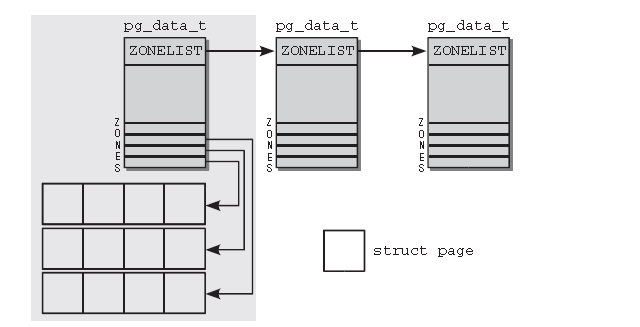 pg_data_t pg_data_t pg_data_t
ZONELIST ZONELIST ZONELIST
ZONES ZONES ZONES
struct page